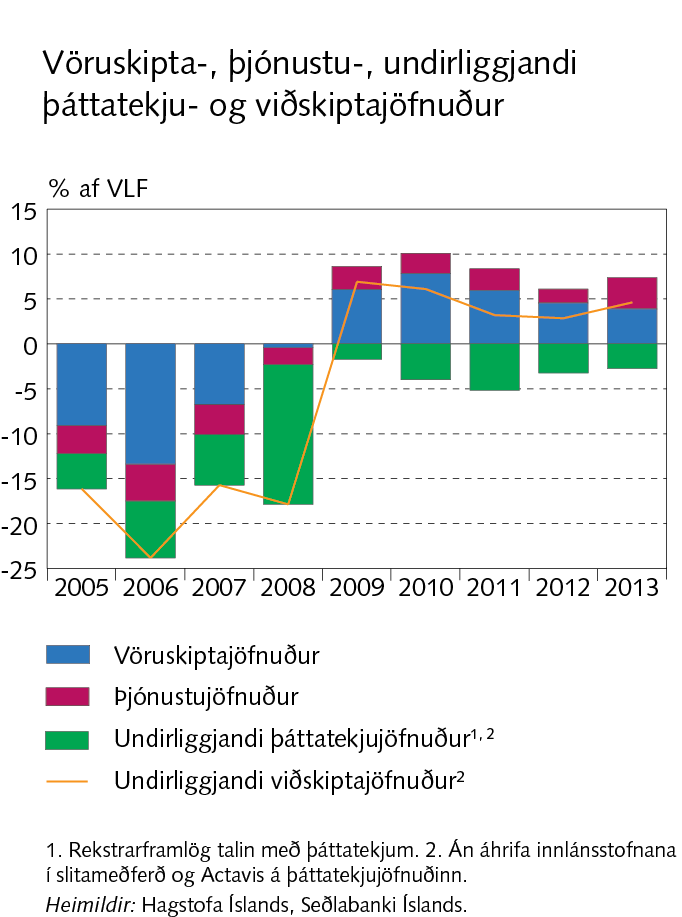 Vöruskipta-, þjónustu-, undirliggjandi
þáttatekju- og viðskiptajöfnuður
% af VLF
15
10
5
0
-5
-10
-15
-20
-25
2005 2006 2007 2008 2009 2010 2011 2012 2013
Vöruskiptajöfnuður
Þjónustujöfnuður
Undirliggjandi þáttatekjujöfnuður¹, ²
Undirliggjandi viðskiptajöfnuður²
1. Rekstrarframlög talin með þáttatekjum. 2. Án áhrifa innlánsstofnana
í slitameðferð og Actavis á þáttatekjujöfnuðinn.
Heimildir: Hagstofa Íslands, Seðlabanki Íslands.